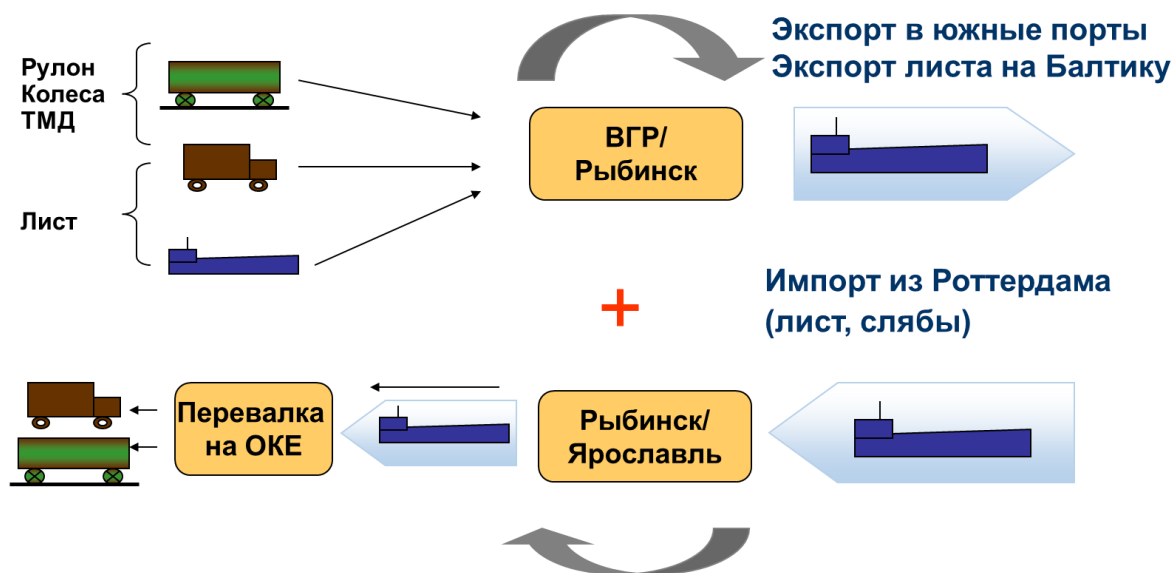 Экспорт в южные порты
Экспорт листа на Балтику
Рулон
Колеса
ТМД
Лист
ВГР/
Рыбинск
+
Импорт из Роттердама
(лист, слябы)
Перевалка
на ОКЕ
Рыбинск/
Ярославль